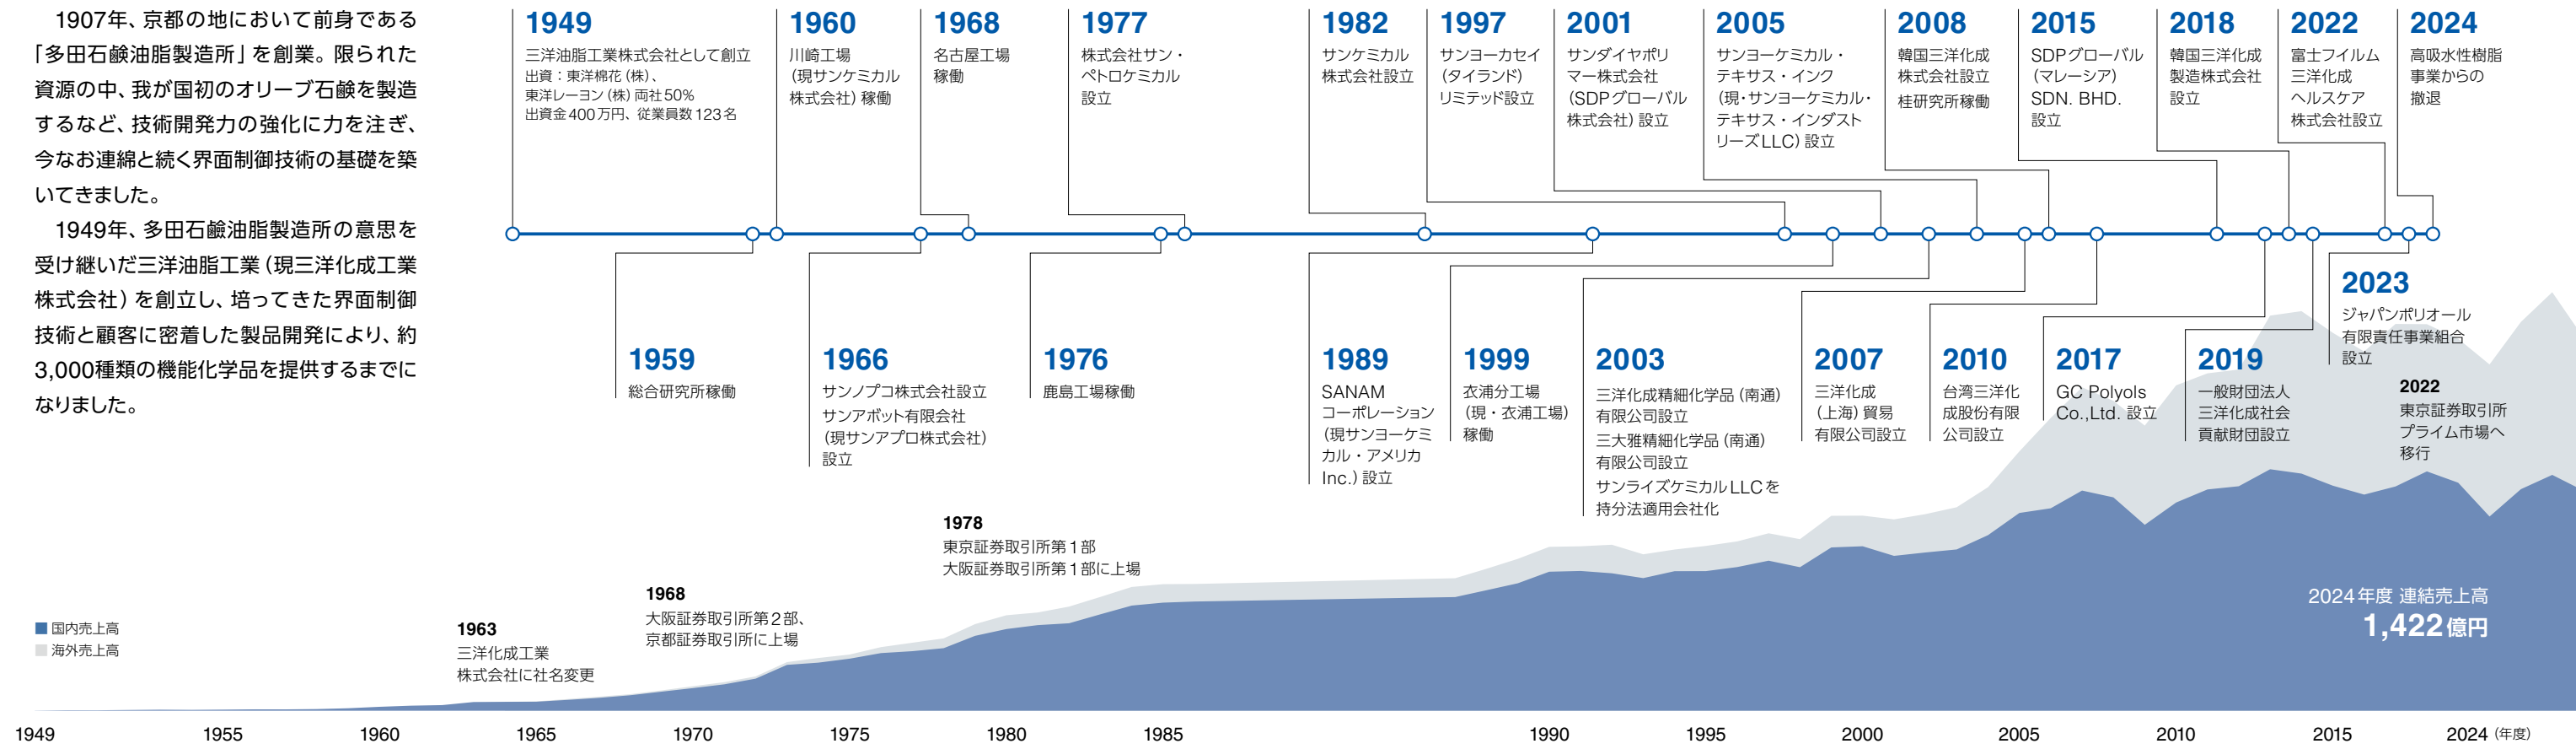 1907年、京都の地において前身である
「多田石鹼油脂製造所」を創業。限られた
資源の中、我が国初のオリーブ石鹼を製造
するなど、技術開発力の強化に力を注ぎ、
今なお連綿と続く界面制御技術の基礎を築
いてきました。
1949年、多田石鹼油脂製造所の意思を
受け継いだ三洋油脂工業（現三洋化成工業
株式会社）を創立し、培ってきた界面制御
技術と顧客に密着した製品開発により、約
3,000種類の機能化学品を提供するまでに
なりました。
1949
三洋油脂工業株式会社として創立
出資：東洋棉花（株）、
東洋レーヨン（株）両社50%
出資金400万円、従業員数123名
1960
川崎工場
（現サンケミカル
株式会社）稼働
1968
名古屋工場
稼働
1977
株式会社サン・
ペトロケミカル
設立
1982
サンケミカル
株式会社設立
1997
サンヨーカセイ
（タイランド）
リミテッド設立
2001
サンダイヤポリ
マー株式会社
（SDPグローバル
株式会社）設立
2005
サンヨーケミカル・
テキサス・インク
（現・サンヨーケミカル・
テキサス・インダスト
リーズLLC）設立
2008
韓国三洋化成
株式会社設立
桂研究所稼働
2015
SDPグローバル
（マレーシア）
SDN. BHD.
設立
2018
韓国三洋化成
製造株式会社
設立
2022
富士フイルム
三洋化成
ヘルスケア
株式会社設立
2024
高吸水性樹脂
事業からの
撤退
1959
総合研究所稼働
1966
サンノプコ株式会社設立
サンアボット有限会社
（現サンアプロ株式会社）
設立
1976
鹿島工場稼働
1989
SANAM
コーポレーション
（現サンヨーケミ
カル・アメリカ
Inc.）設立
1999
衣浦分工場
（現・衣浦工場）
稼働
2003
三洋化成精細化学品（南通）
有限公司設立
三大雅精細化学品（南通）
有限公司設立
サンライズケミカルLLCを
持分法適用会社化
2007
三洋化成
（上海）貿易
有限公司設立
2010
台湾三洋化
成股份有限
公司設立
2017
GC Polyols
Co.,Ltd. 設立
2019
一般財団法人
三洋化成社会
貢献財団設立
2023
ジャパンポリオール
有限責任事業組合
設立
2022
東京証券取引所
プライム市場へ
移行
1978
東京証券取引所第1部
大阪証券取引所第1部に上場
1968
大阪証券取引所第2部、
京都証券取引所に上場
1963
三洋化成工業
株式会社に社名変更
国内売上高
海外売上高
2024年度 連結売上高
1,422億円
1949 1955 1960 1965 1970 1975 1980 1985 1990 1995 2000 2005 2010 2015 2024（年度）